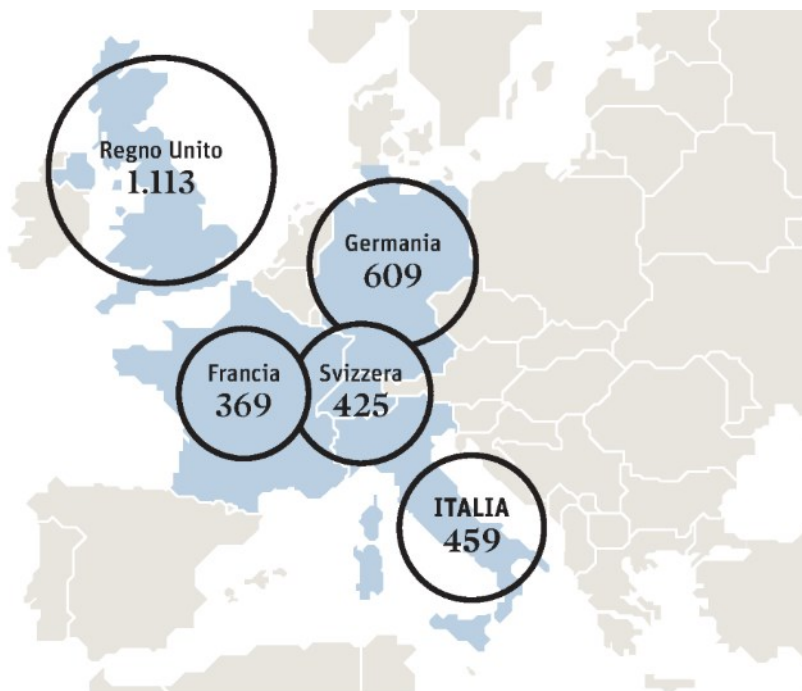 Regno Unito
1.113
Germania
609
Francia
369
Svizzera
425
ITALIA
459